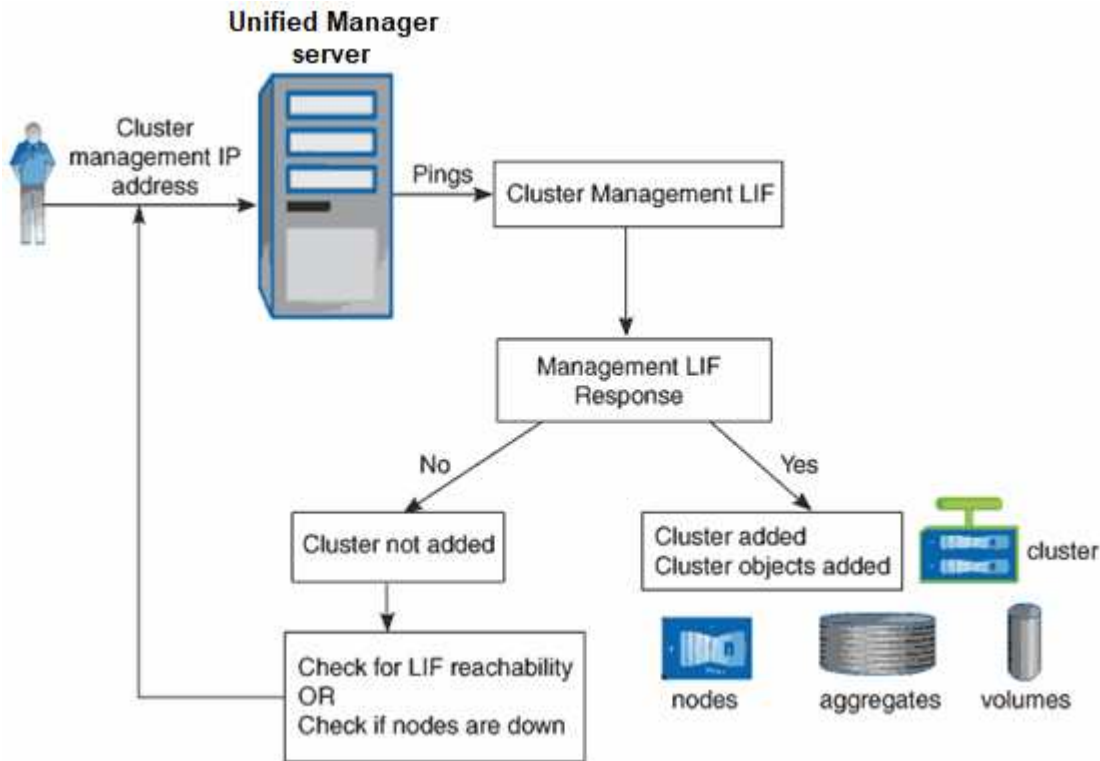 Unified Manager
server
Cluster
management IP
address
Pings
Cluster Management LIF
Management LIF
Response
No
Yes
Cluster not added
Cluster added
Cluster objects added
cluster
Check for LIF reachability
OR
Check if nodes are down
nodes
aggregates
volumes